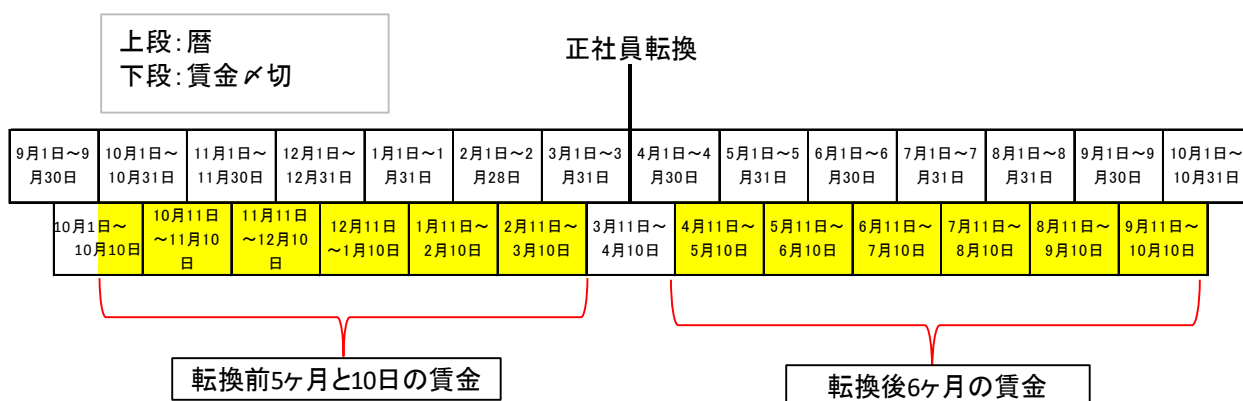 上段：暦
下段：賃金〆切
正社員転換
9月1日～9
月30日
10月1日～
10月31日
11月1日～
11月30日
12月1日～
12月31日
1月1日～1
月31日
2月1日～2
月28日
3月1日～3
月31日
4月1日～4
月30日
5月1日～5
月31日
6月1日～6
月30日
7月1日～7
月31日
8月1日～8
月31日
9月1日～9
月30日
10月1日～
10月31日
10月1日～
10月10日
10月11日
～11月10
日
11月11日
～12月10
日
12月11日
～1月10日
1月11日～
2月10日
2月11日～
3月10日
3月11日～
4月10日
4月11日～
5月10日
5月11日～
6月10日
6月11日～
7月10日
7月11日～
8月10日
8月11日～
9月10日
9月11日～
10月10日
転換前5ヶ月と10日の賃金
転換後6ヶ月の賃金